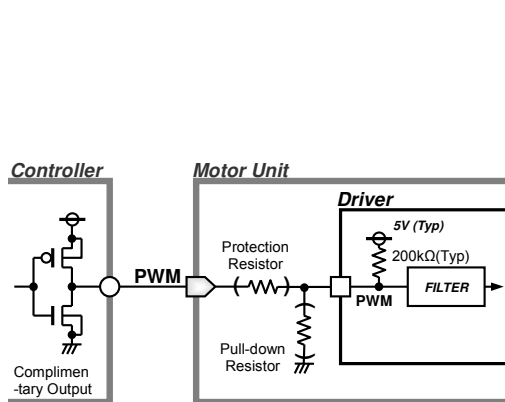 Controller
Motor Unit
Driver
5V (Typ)
Protection
Resistor
200kΩ(Typ)
PWM
PWM
FILTER
Pull-down
Resistor
Complimen
-tary Output